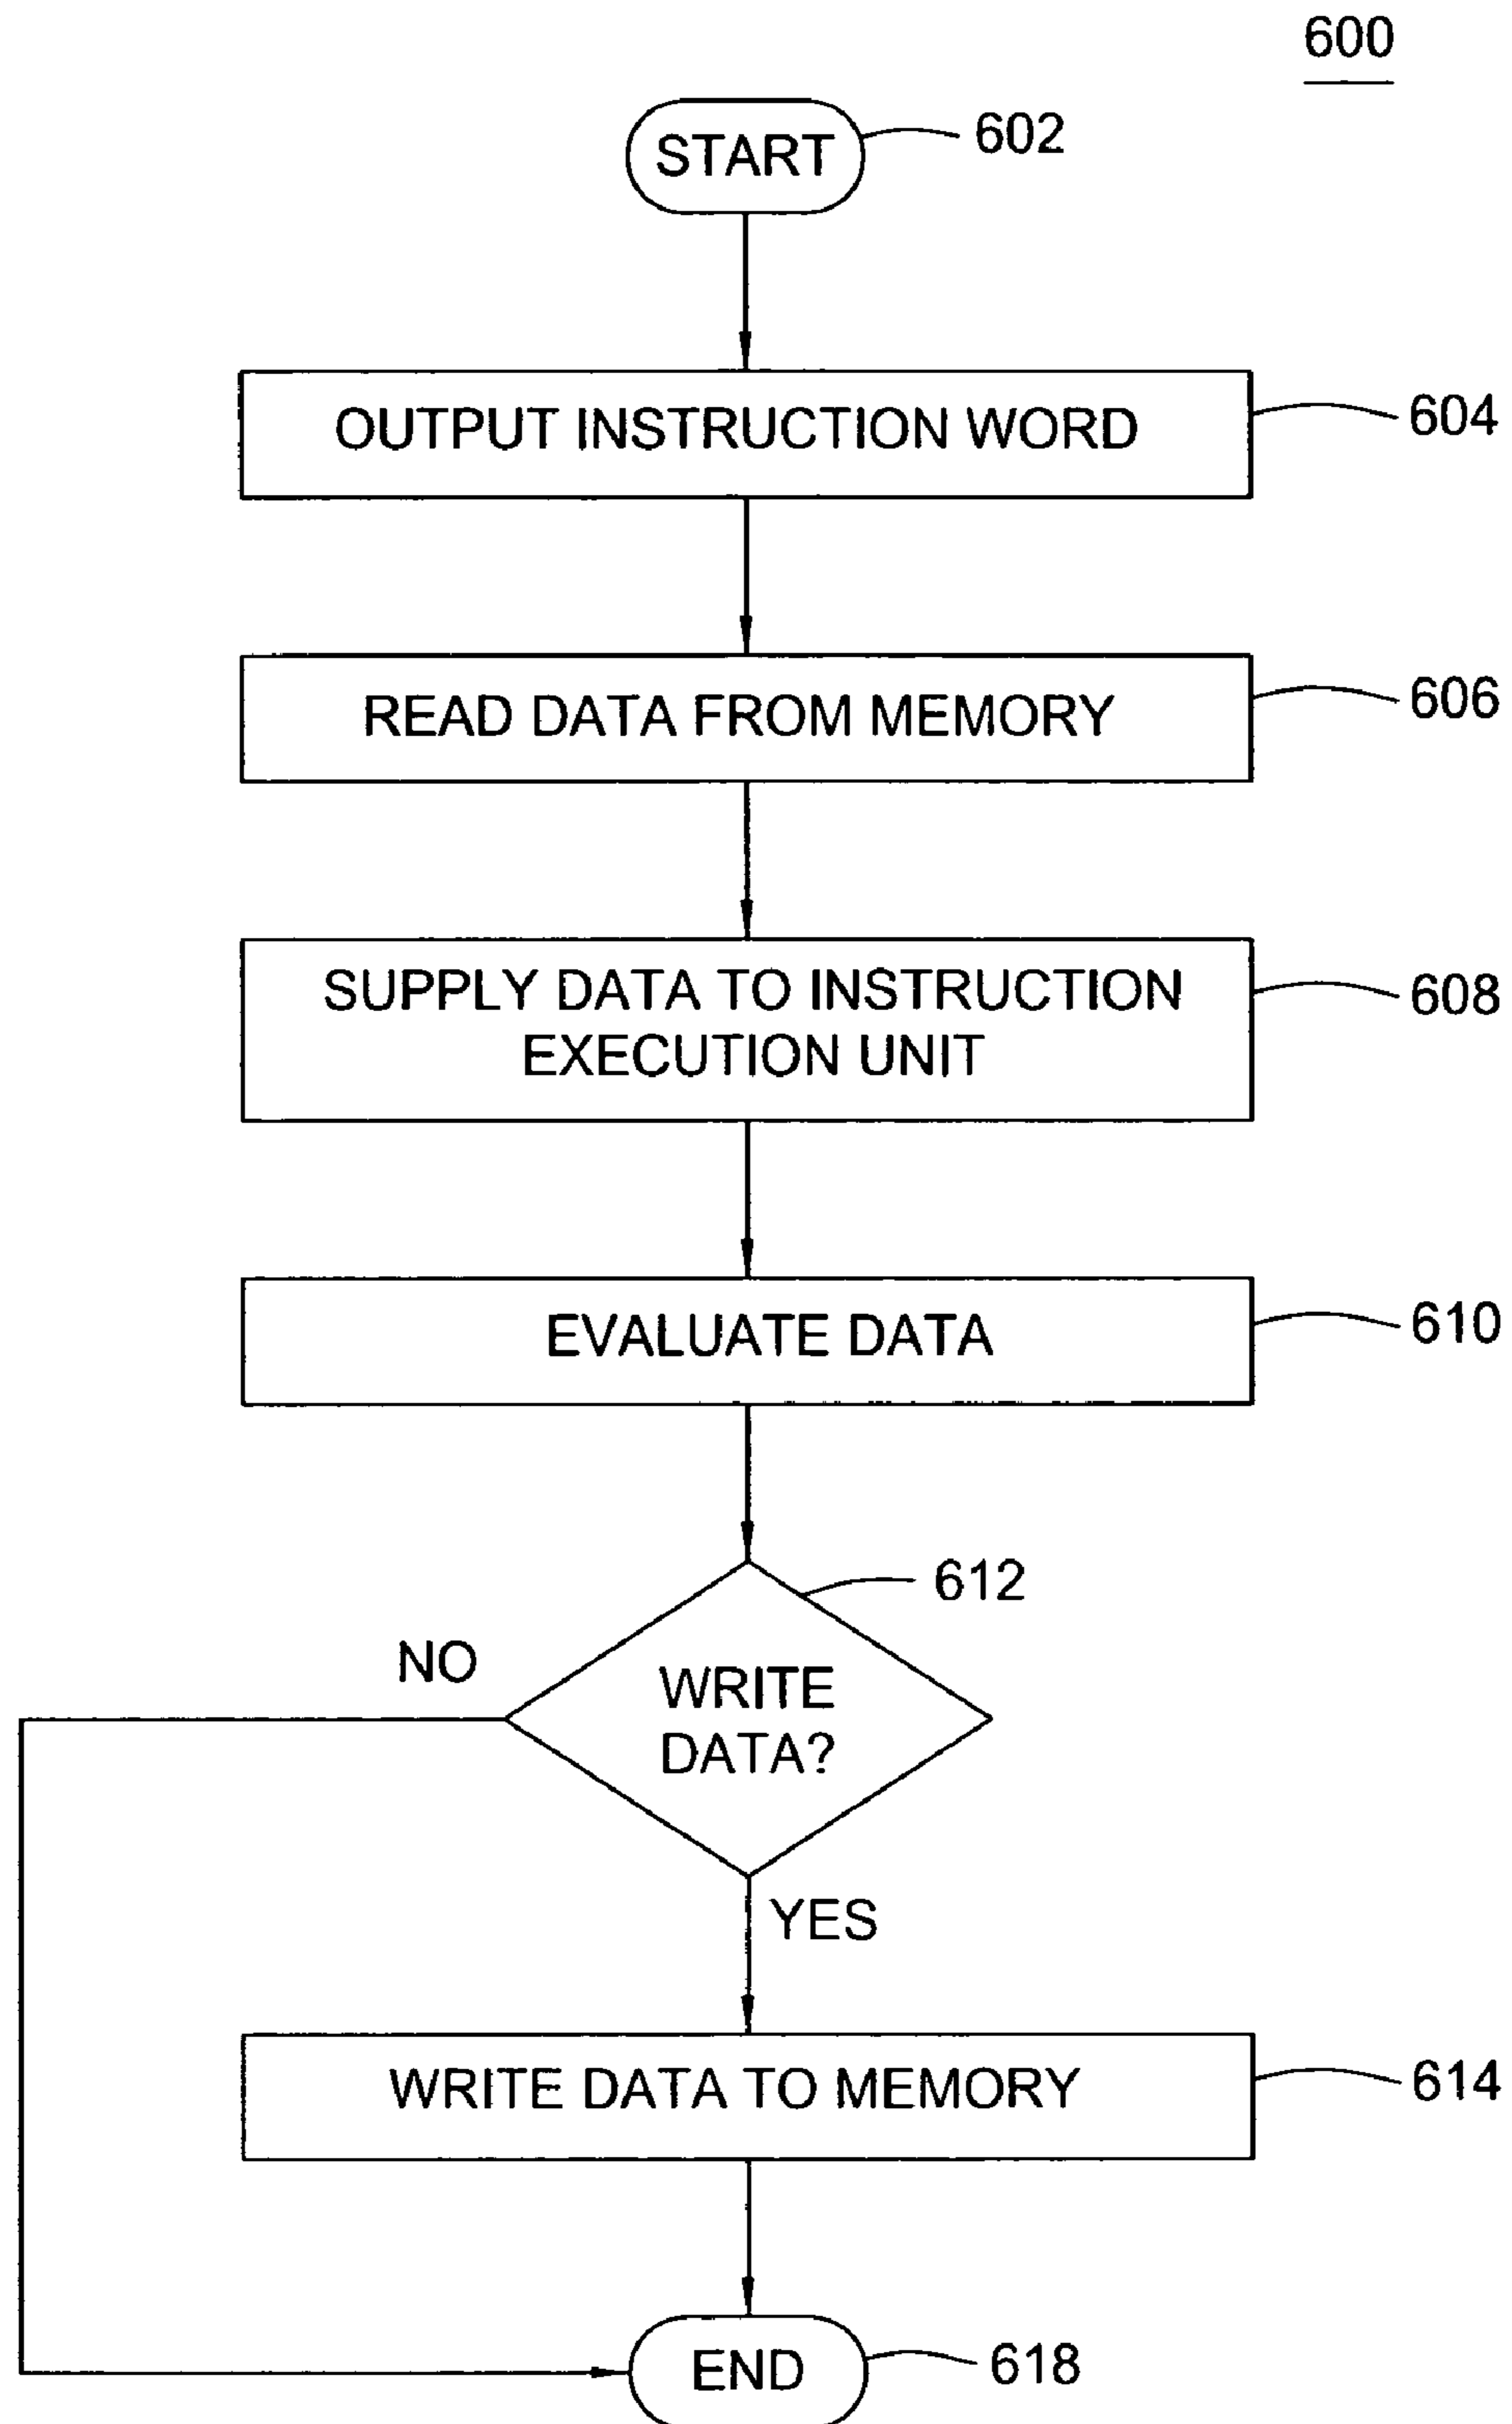 600
START
602
OUTPUT INSTRUCTION WORD
604
READ DATA FROM MEMORY
606
SUPPLY DATA TO INSTRUCTION
EXECUTION UNIT
608
EVALUATE DATA
610
612
NO
WRITE
DATA?
YES
WRITE DATA TO MEMORY
614
END
618